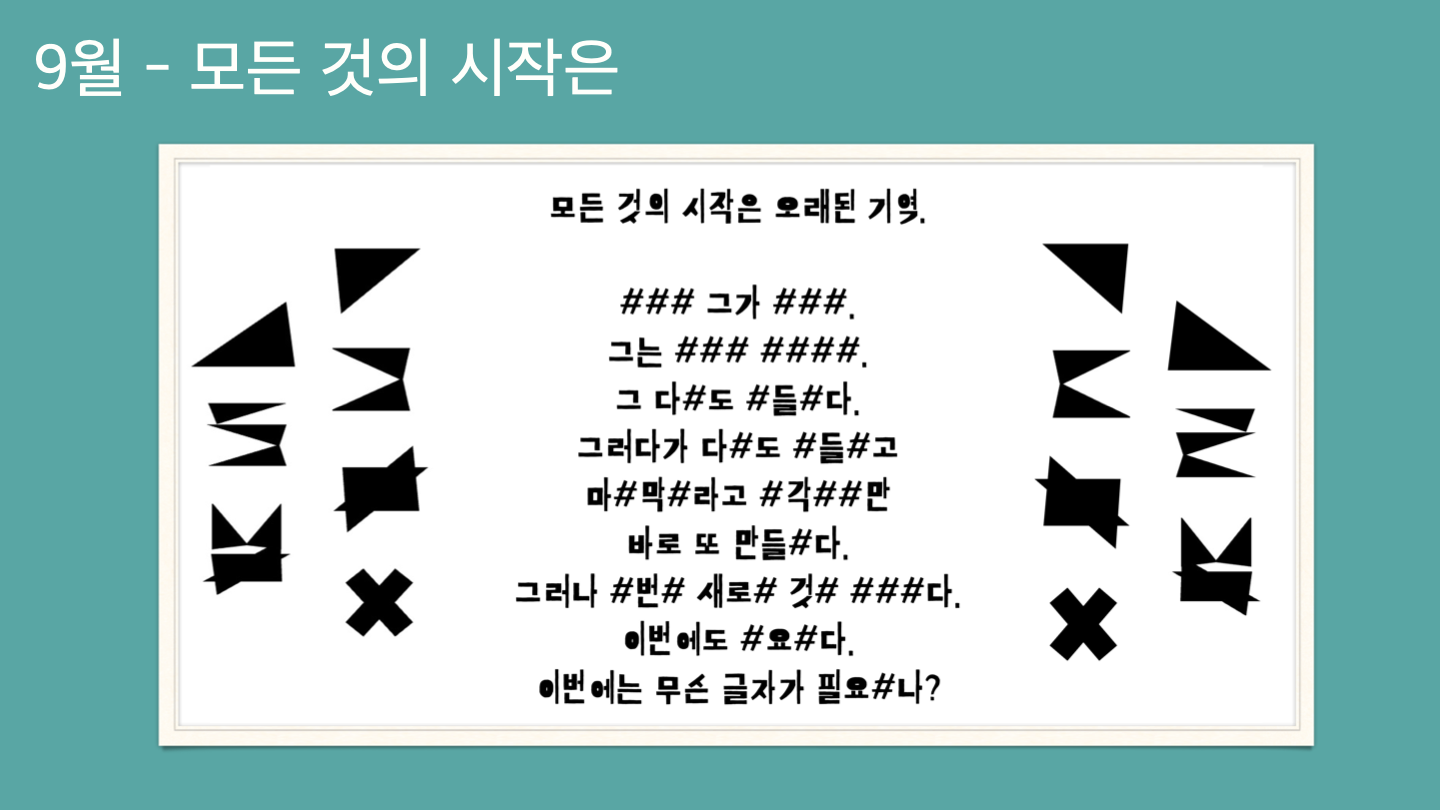 9월 - 모든 것의 시작은
모든 것의 시작은 오래된 기역.
### 그가 ###.
그는 ### ####.
그 다#도 #들#다.
그러다가 다#도 #들#고
마#막#라고 #각##만
바로 또 만들#다.
그러나 #번# 새로# 것# ###다.
이번에도 #요#다.
이번에는 무슨 글자가 필요#나?